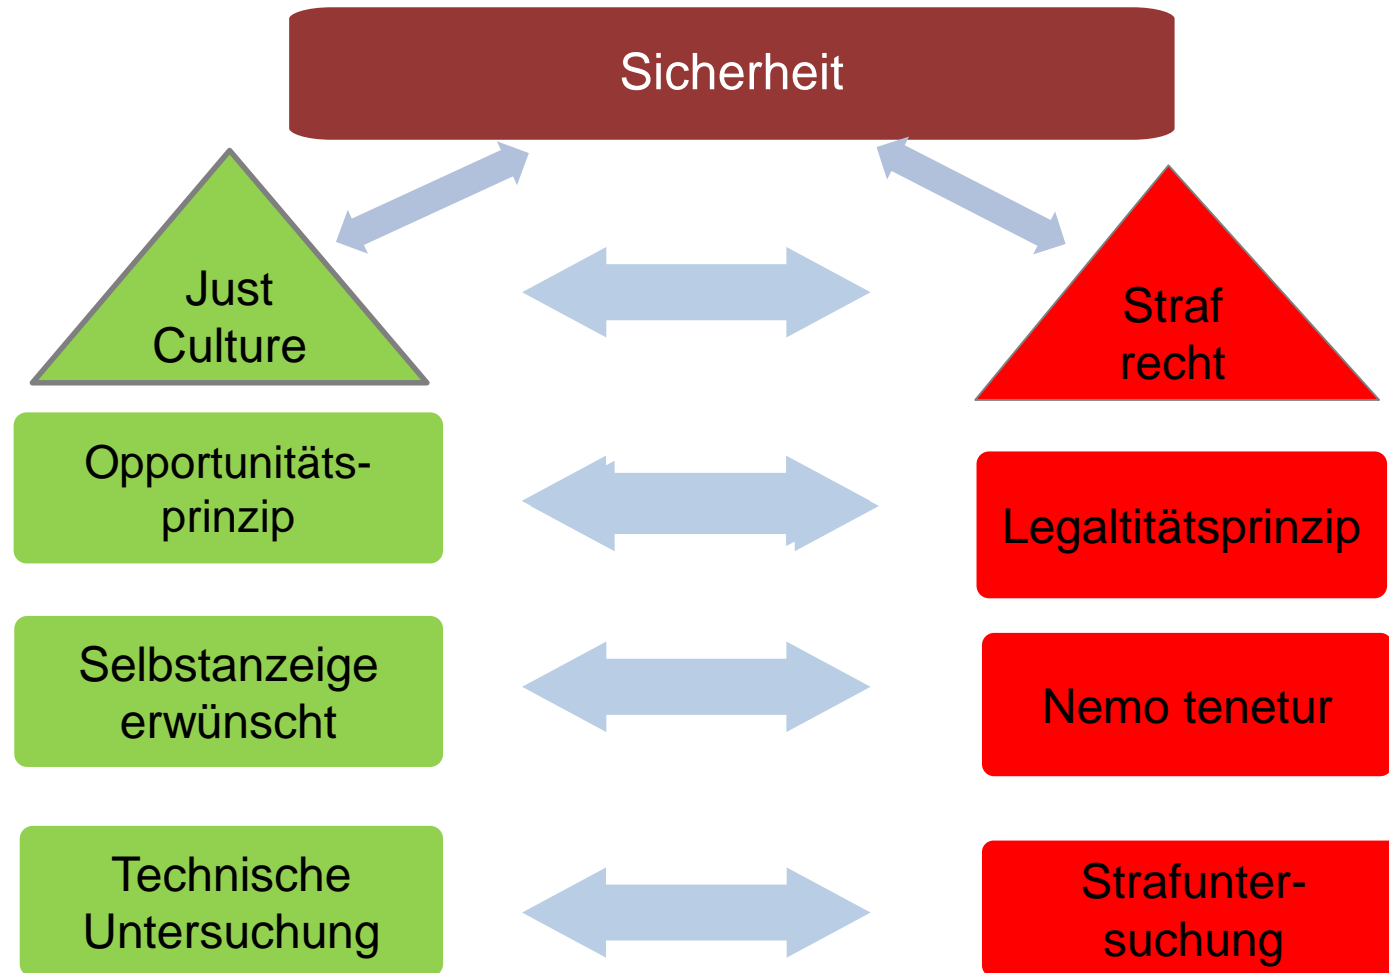 Sicherheit
Just
Culture
Straf
recht
Opportunitäts-
prinzip
Legaltitätsprinzip
Selbstanzeige
erwünscht
Nemo tenetur
Technische
Untersuchung
Strafunter-
suchung